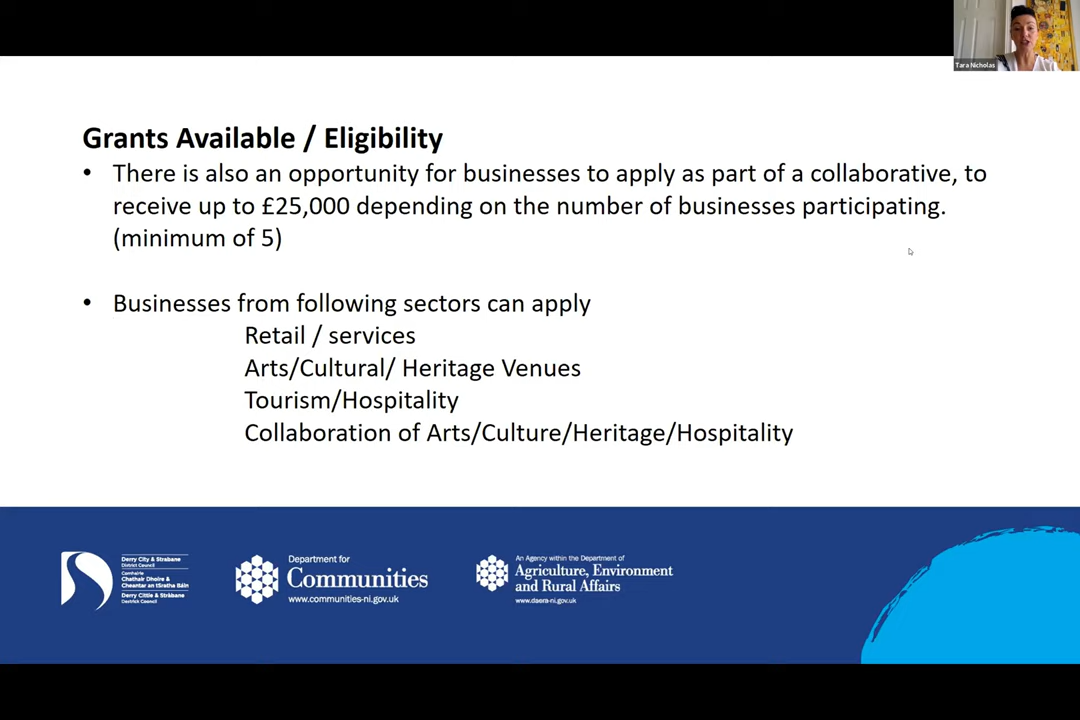 Tara Nicholas
Grants Available / Eligibility
• There is also an opportunity for businesses to apply as part of a collaborative, to
receive up to £25,000 depending on the number of businesses participating.
(minimum of 5)
• Businesses from following sectors can apply
Retail / services
Arts/Cultural/ Heritage Venues
Tourism/Hospitality
Collaboration of Arts/Culture/Heritage/Hospitality
Derry City & Strabane
District Council
Comhairle
Chathair Dhoire &
Cheantar an tSratha Báin
Derry Cittie & Stràbane
Destrick Cooncil
Department for
Communities
www.communities-ni.gov.uk
An Agency within the Department of
Agriculture, Environment
and Rural Affairs
www.daera-ni.gov.uk